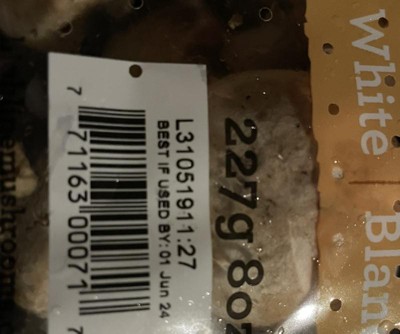 White Blan
227g 8oz
L31051911:27
BEST IF USED BY: 01 Jun 24
7 71163 00071 7
mushroom